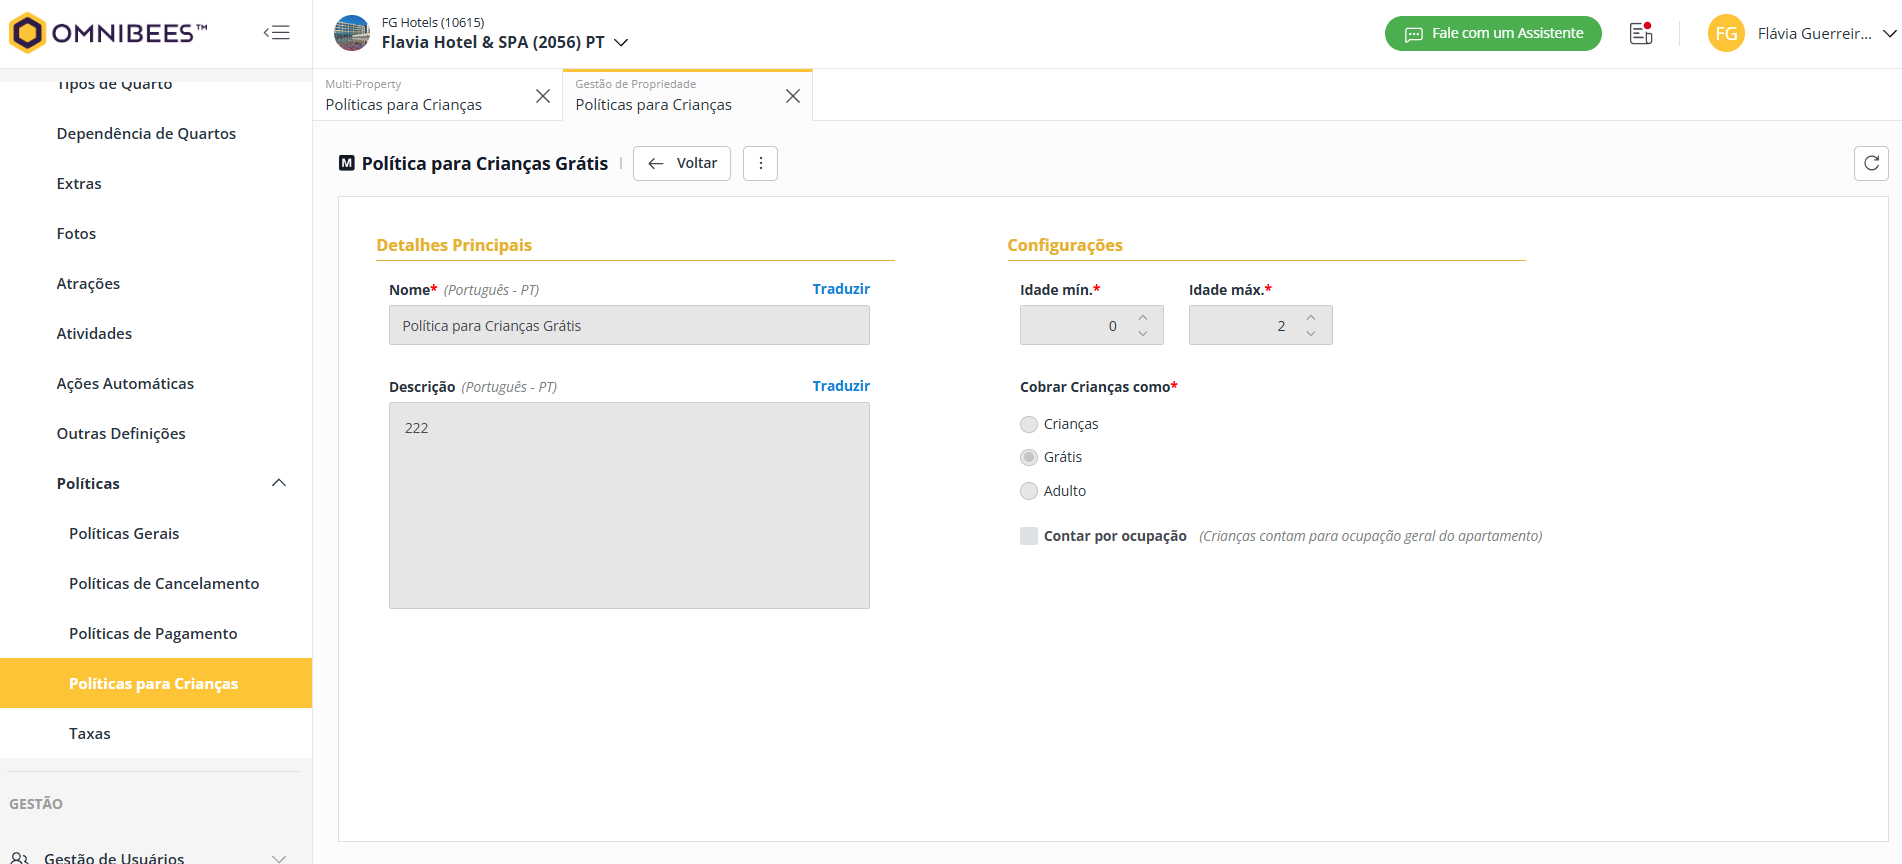 OMNIBEES™
FG Hotels (10615)
Flavia Hotel & SPA (2056) PT
Fale com um Assistente
FG
Flávia Guerreir...
Multi-Property
Políticas para Crianças
Gestão de Propriedade
Políticas para Crianças
Tipos de Quarto
Dependência de Quartos
Extras
Fotos
Atrações
Atividades
Ações Automáticas
Outras Definições
Políticas
Políticas Gerais
Políticas de Cancelamento
Políticas de Pagamento
Políticas para Crianças
Taxas
GESTÃO
Gestão de Usuários
M Política para Crianças Grátis
Voltar
Detalhes Principais
Nome* (Português - PT)
Traduzir
Política para Crianças Grátis
Descrição (Português - PT)
Traduzir
222
Configurações
Idade mín.*
Idade máx.*
0
2
Cobrar Crianças como*
Crianças
Grátis
Adulto
Contar por ocupação (Crianças contam para ocupação geral do apartamento)